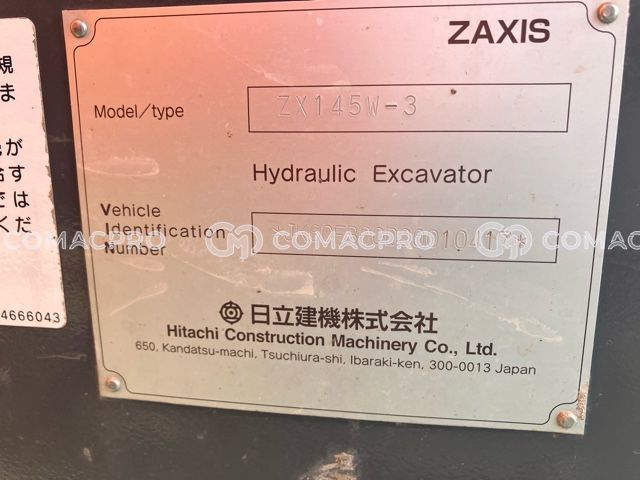 ZAXIS
Model/type
ZX145W-3
Hydraulic Excavator
Vehicle
Identification
Number
COMACPRO COMACPRO COMACPRO
日立建機株式会社
Hitachi Construction Machinery Co., Ltd.
650, Kandatsu-machi, Tsuchiura-shi, Ibaraki-ken, 300-0013 Japan
規
ま
が
す
では
くだ
4666043